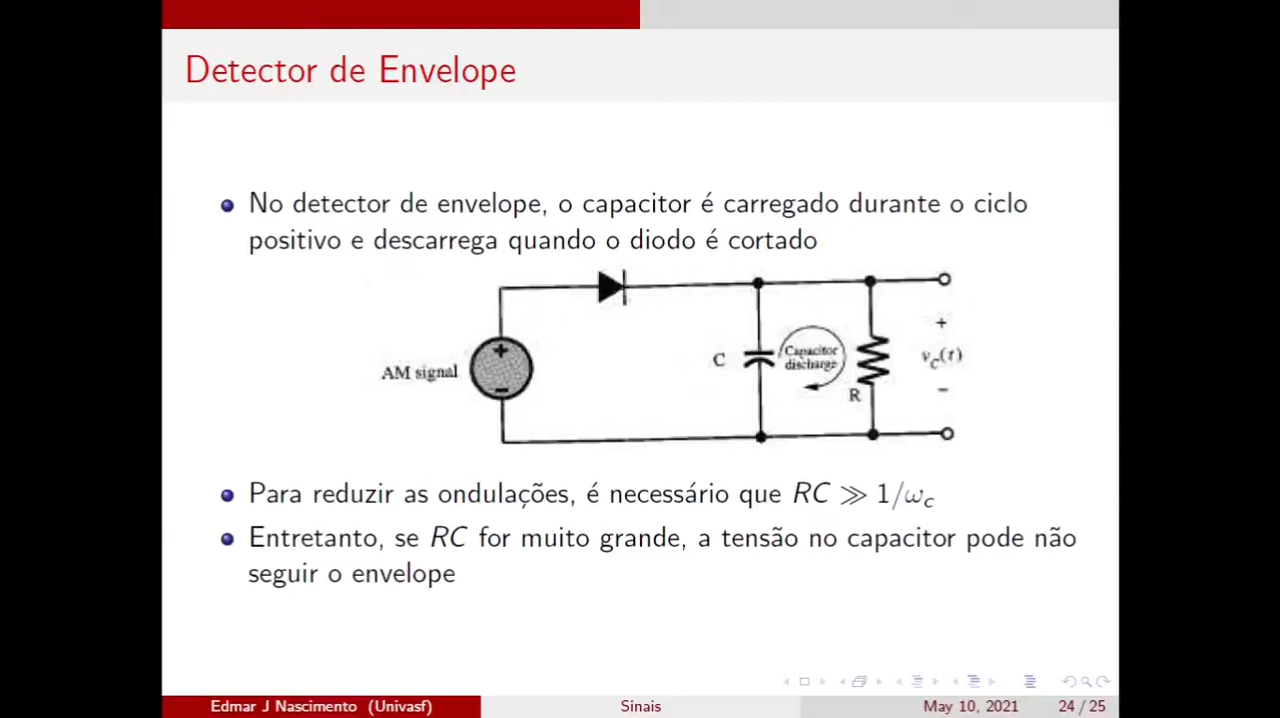 Detector de Envelope
No detector de envelope, o capacitor é carregado durante o ciclo
positivo e descarrega quando o diodo é cortado
AM signal
+
−
C
Capacitor
discharge
R
+
v_C(t)
−
Para reduzir as ondulações, é necessário que RC ≫ 1/ω_c
Entretanto, se RC for muito grande, a tensão no capacitor pode não
seguir o envelope
Edmar J Nascimento (Univasf)
Sinais
May 10, 2021
24 / 25